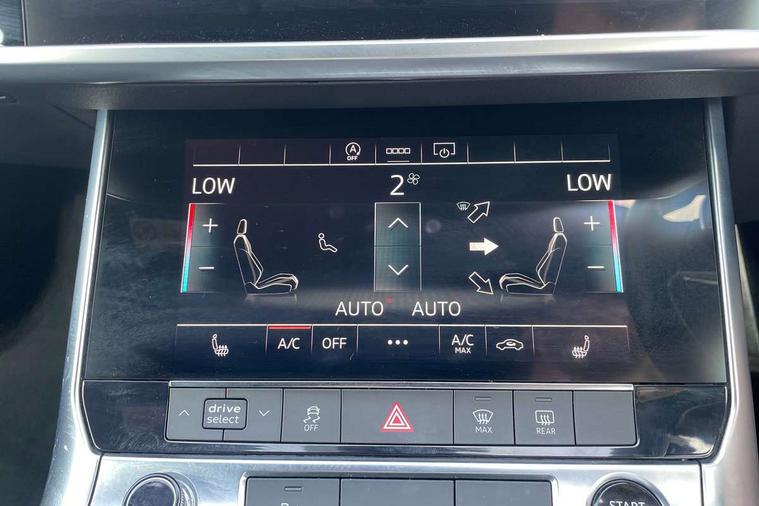 A
OFF
LOW 2 LOW
+ +
- -
AUTO AUTO
A/C OFF ... A/C MAX
drive select
OFF
MAX
REAR
START